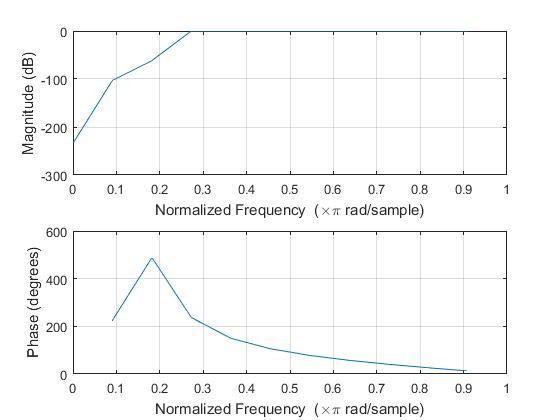 0
-100
-200
-300
Magnitude (dB)
0 0.1 0.2 0.3 0.4 0.5 0.6 0.7 0.8 0.9 1
Normalized Frequency (×π rad/sample)
600
400
200
0
Phase (degrees)
0 0.1 0.2 0.3 0.4 0.5 0.6 0.7 0.8 0.9 1
Normalized Frequency (×π rad/sample)